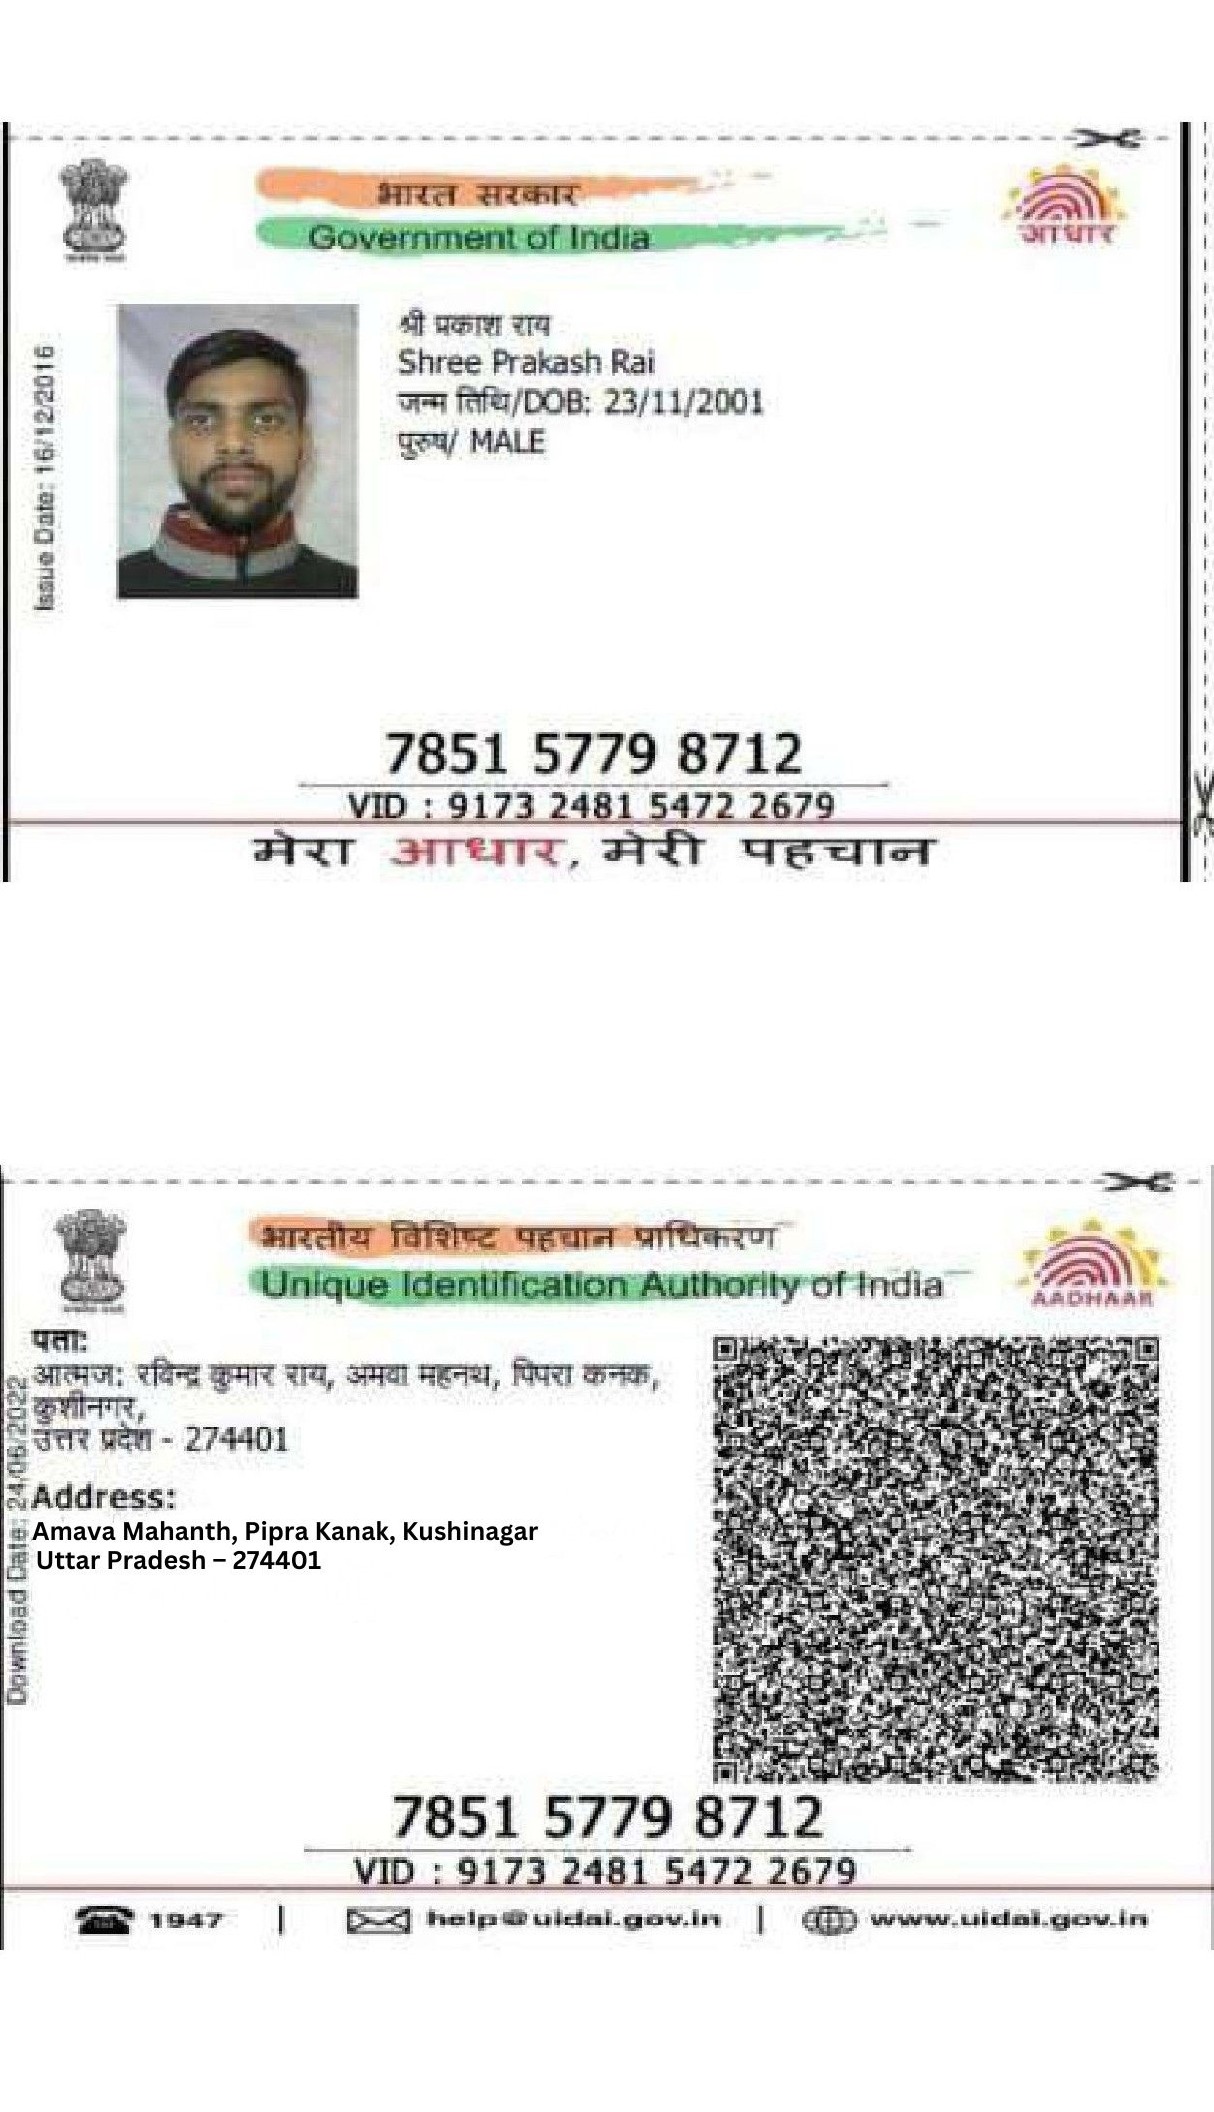 भारत सरकार
Government of India
आधार
Issue Date: 16/12/2016
श्री प्रकाश राय
Shree Prakash Rai
जन्म तिथि/DOB: 23/11/2001
पुरुष/ MALE
7851 5779 8712
VID : 9173 2481 5472 2679
मेरा आधार, मेरी पहचान
भारतीय विशिष्ट पहचान प्राधिकरण
Unique Identification Authority of India
AADHAAR
Download Date: 24/06/2022
पता:
आत्मज: रविन्द्र कुमार राय, अमवा महनथ, पिपरा कनक,
कुशीनगर,
उत्तर प्रदेश - 274401
Address:
Amava Mahanth, Pipra Kanak, Kushinagar
Uttar Pradesh – 274401
7851 5779 8712
VID : 9173 2481 5472 2679
1947 | help@uidai.gov.in | www.uidai.gov.in